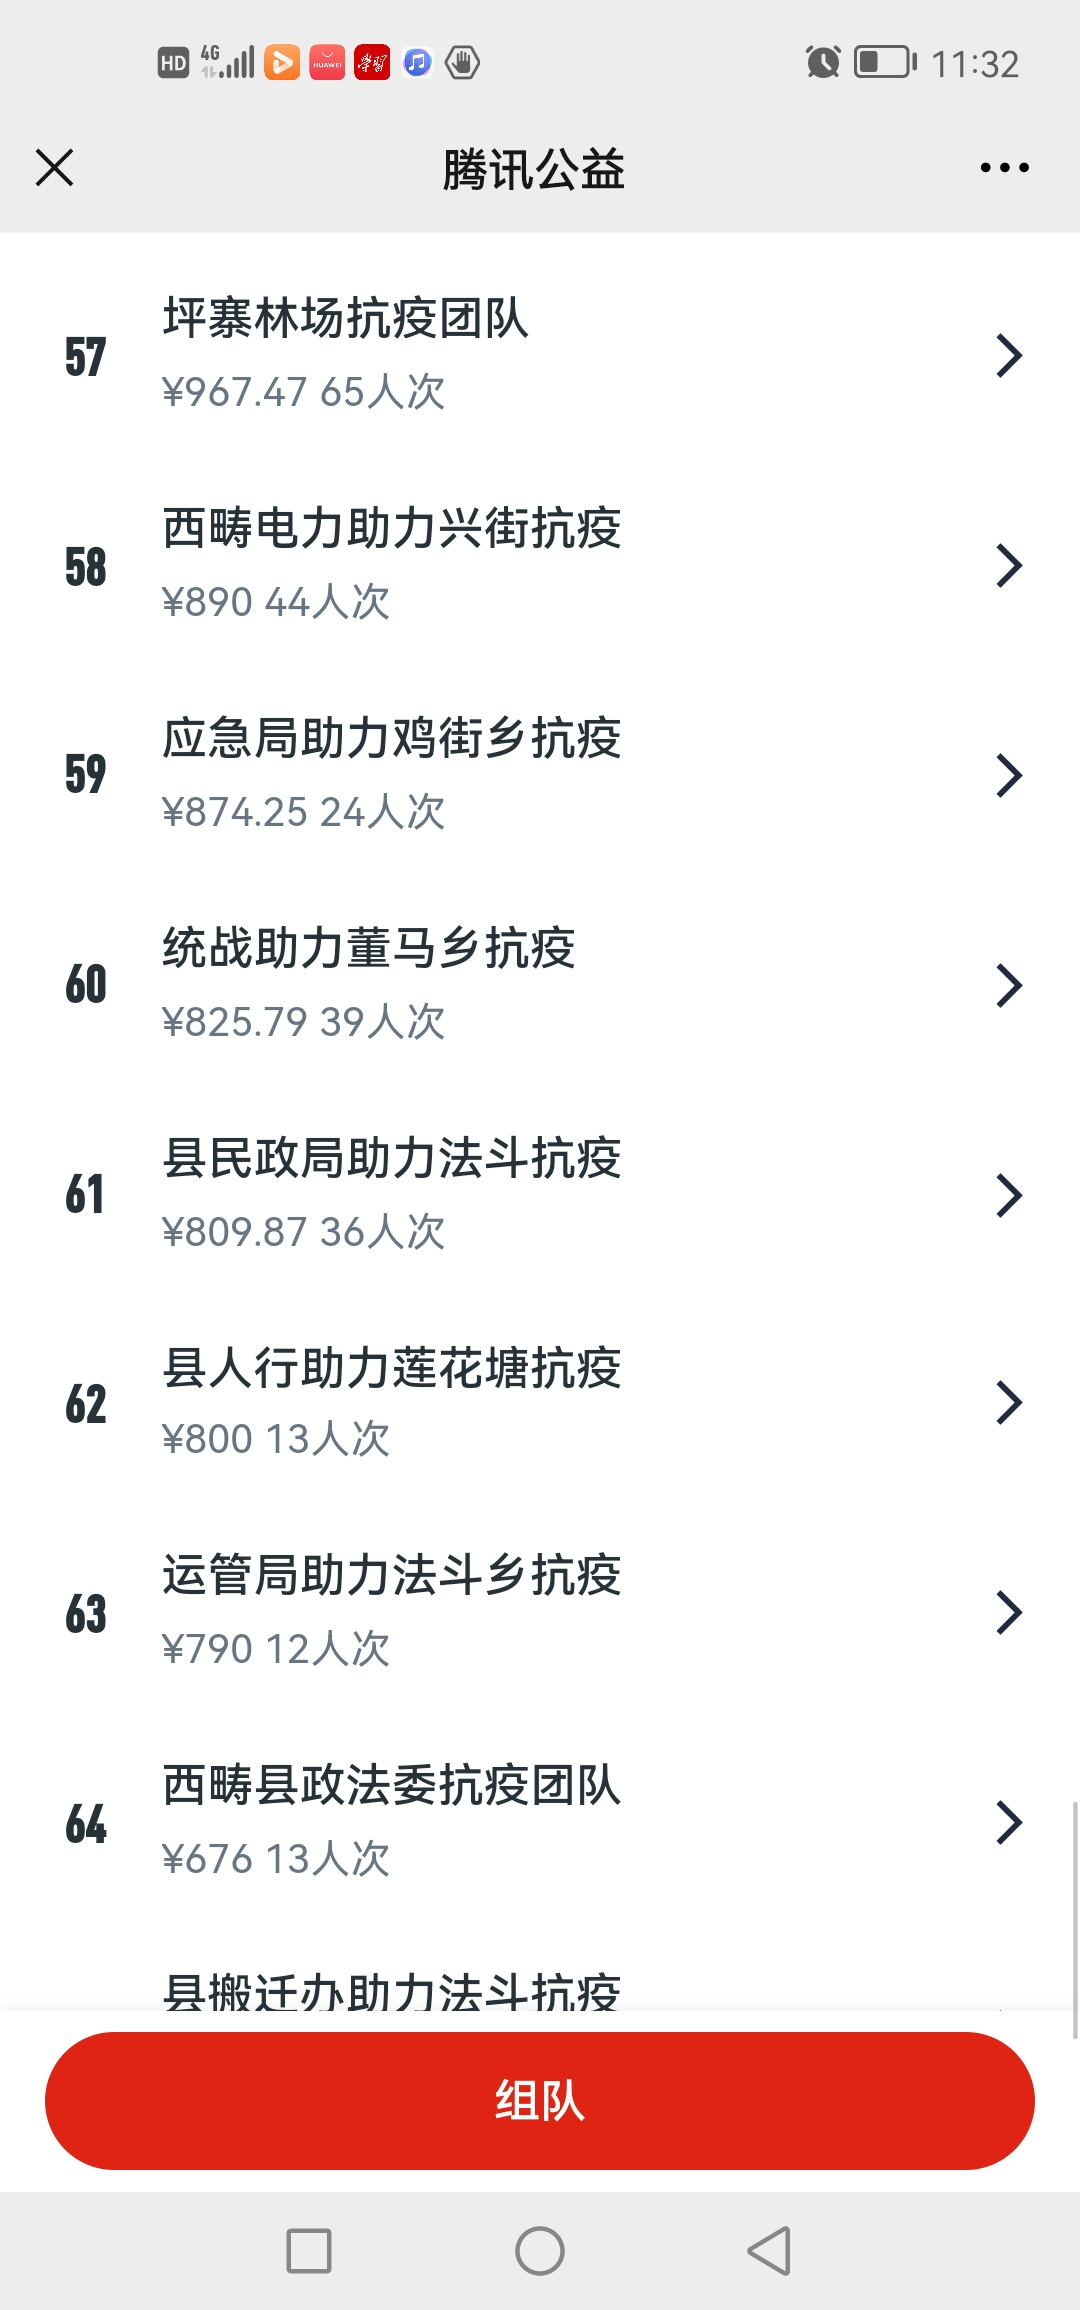 HD 4G HUAWEI 学习 11:32
腾讯公益
57
坪寨林场抗疫团队
¥967.47 65人次
58
西畴电力助力兴街抗疫
¥890 44人次
59
应急局助力鸡街乡抗疫
¥874.25 24人次
60
统战助力董马乡抗疫
¥825.79 39人次
61
县民政局助力法斗抗疫
¥809.87 36人次
62
县人行助力莲花塘抗疫
¥800 13人次
63
运管局助力法斗乡抗疫
¥790 12人次
64
西畴县政法委抗疫团队
¥676 13人次
县搬迁办助力法斗抗疫
组队